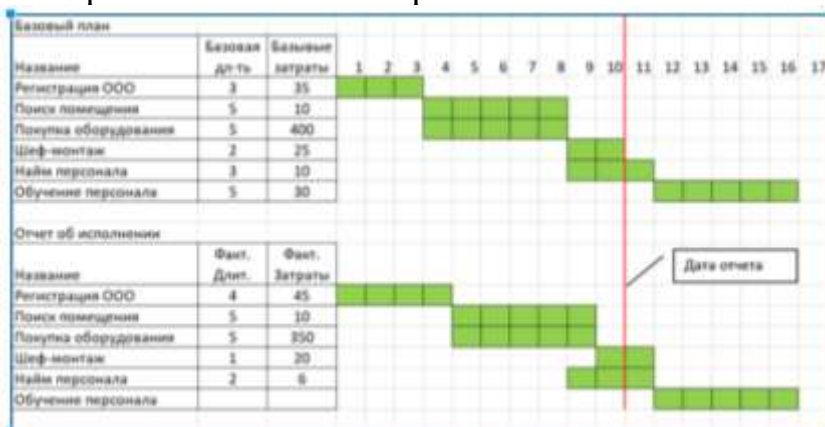 Базовый план
Название Базовая дл-ть Базывые затраты 1 2 3 4 5 6 7 8 9 10 11 12 13 14 15 16 17
Регистрация ООО 3 35
Поиск помещения 5 10
Покупка оборудования 5 400
Шеф-монтаж 2 25
Найм персонала 3 10
Обучение персонала 5 30
Отчет об исполнении
Название Факт. Длит. Факт. Затраты
Дата отчета
Регистрация ООО 4 45
Поиск помещения 5 10
Покупка оборудования 5 350
Шеф-монтаж 1 20
Найм персонала 2 6
Обучение персонала